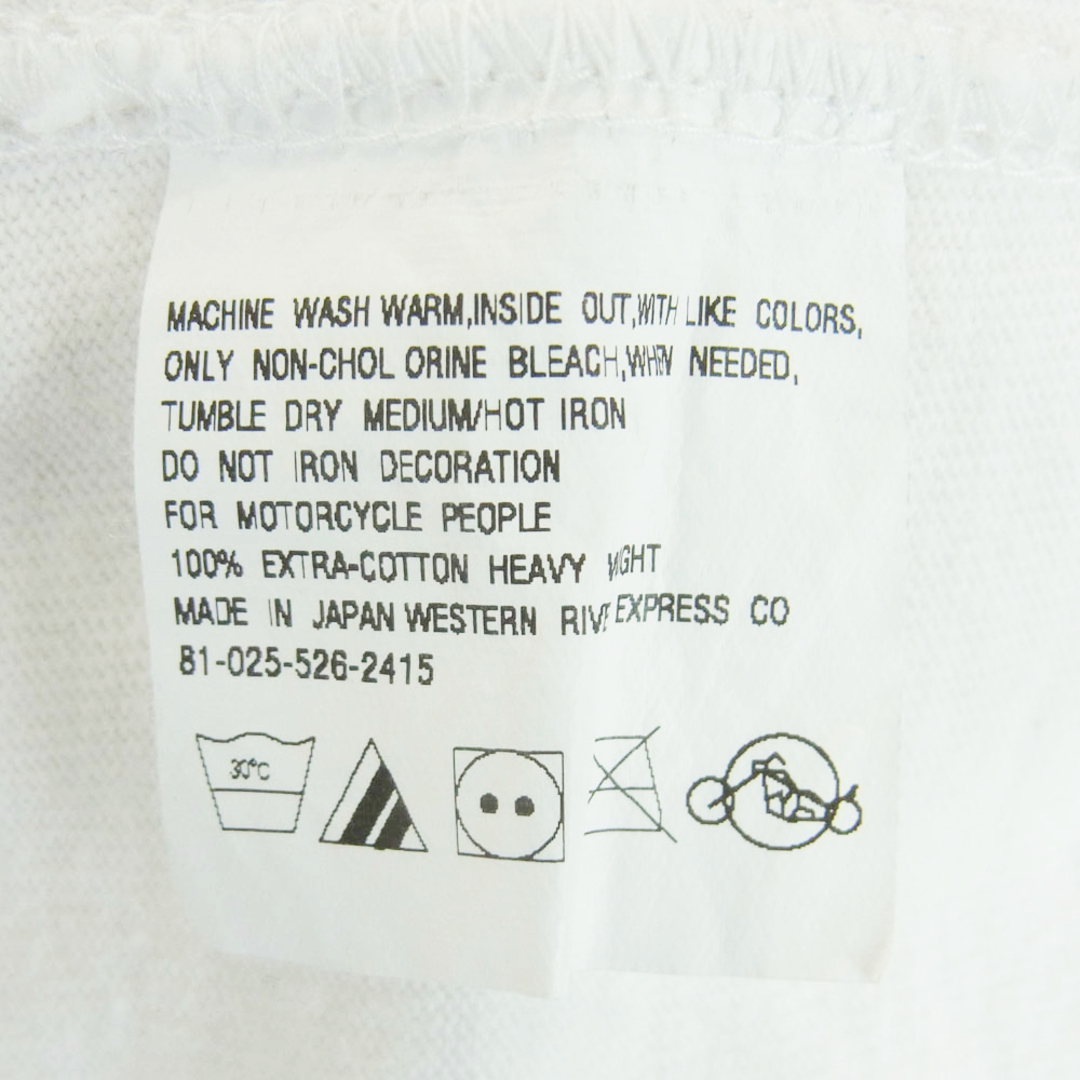 MACHINE WASH WARM,INSIDE OUT,WITH LIKE COLORS,
ONLY NON-CHOL ORINE BLEACH, NEEDED,
TUMBLE DRY MEDIUM/HOT IRON
DO NOT IRON DECORATION
FOR MOTORCYCLE PEOPLE
100% EXTRA-COTTON HEAVY
MADE IN JAPAN WESTERN EXPRESS CO
81-025-526-2415
30°C